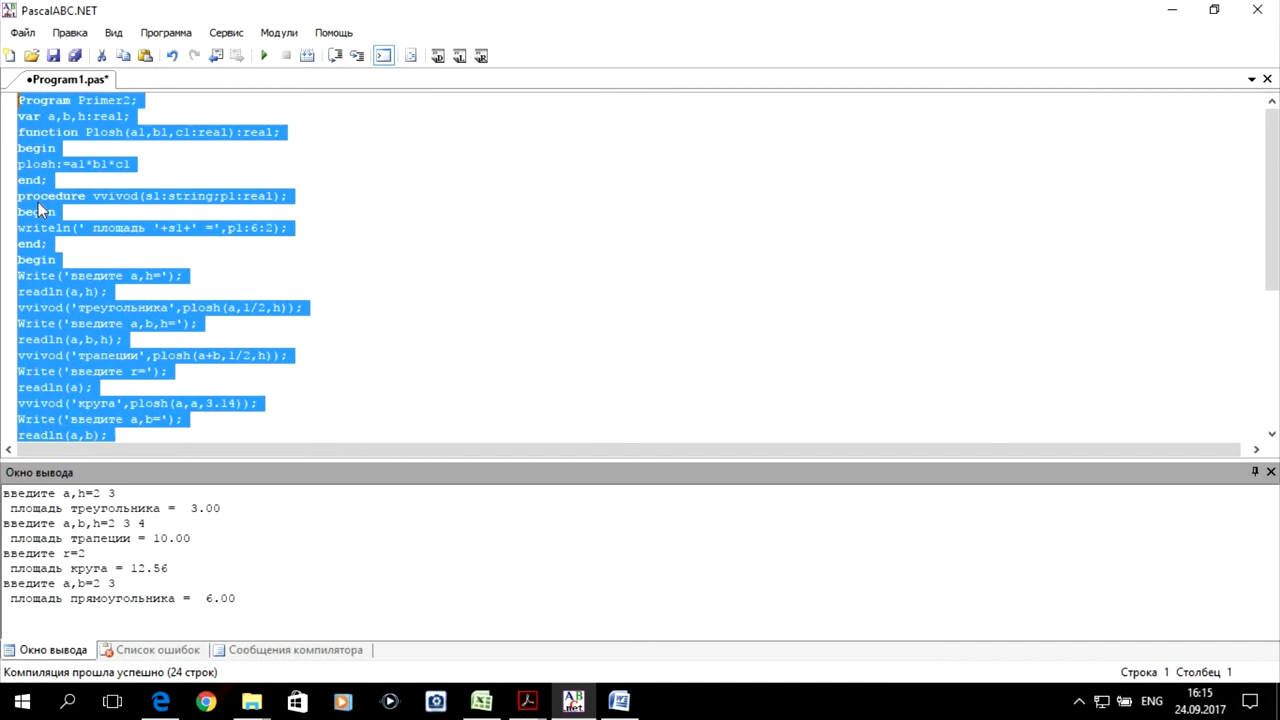 PascalABC.NET
Файл Правка Вид Программа Сервис Модули Помощь
•Program1.pas*
Program Primer2;
var a,b,h:real;
function Plosh(a1,b1,c1:real):real;
begin
plosh:=a1*b1*c1
end;
procedure vvivod(s1:string;p1:real);
begin
writeln(' площадь '+s1+' =',p1:6:2);
end;
begin
Write('введите a,h=');
readln(a,h);
vvivod('треугольника',plosh(a,1/2,h));
Write('введите a,b,h=');
readln(a,b,h);
vvivod('трапеции',plosh(a+b,1/2,h));
Write('введите r=');
readln(a);
vvivod('круга',plosh(a,a,3.14));
Write('введите a,b=');
readln(a,b);
Окно вывода
введите a,h=2 3
площадь треугольника =  3.00
введите a,b,h=2 3 4
площадь трапеции = 10.00
введите r=2
площадь круга = 12.56
введите a,b=2 3
площадь прямоугольника =  6.00
Окно вывода Список ошибок Сообщения компилятора
Компиляция прошла успешно (24 строк) Строка 1 Столбец 1
ENG 16:15
24.09.2017